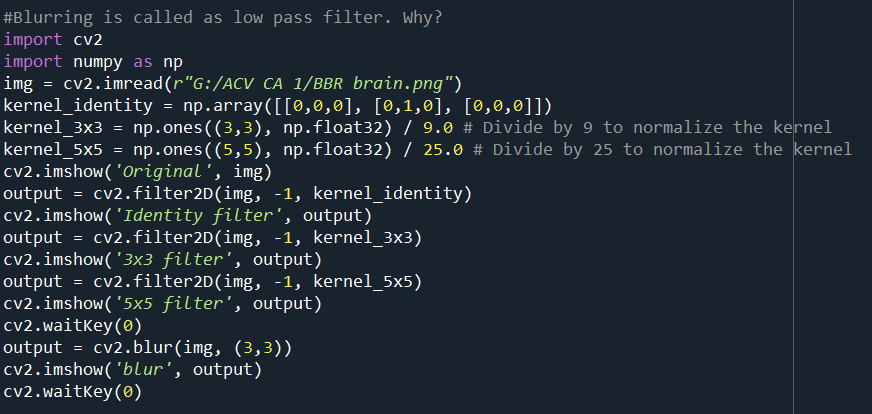 #Blurring is called as low pass filter. Why?
import cv2
import numpy as np
img = cv2.imread(r"G:/ACV CA 1/BBR brain.png")
kernel_identity = np.array([[0,0,0], [0,1,0], [0,0,0]])
kernel_3x3 = np.ones((3,3), np.float32) / 9.0 # Divide by 9 to normalize the kernel
kernel_5x5 = np.ones((5,5), np.float32) / 25.0 # Divide by 25 to normalize the kernel
cv2.imshow('Original', img)
output = cv2.filter2D(img, -1, kernel_identity)
cv2.imshow('Identity filter', output)
output = cv2.filter2D(img, -1, kernel_3x3)
cv2.imshow('3x3 filter', output)
output = cv2.filter2D(img, -1, kernel_5x5)
cv2.imshow('5x5 filter', output)
cv2.waitKey(0)
output = cv2.blur(img, (3,3))
cv2.imshow('blur', output)
cv2.waitKey(0)